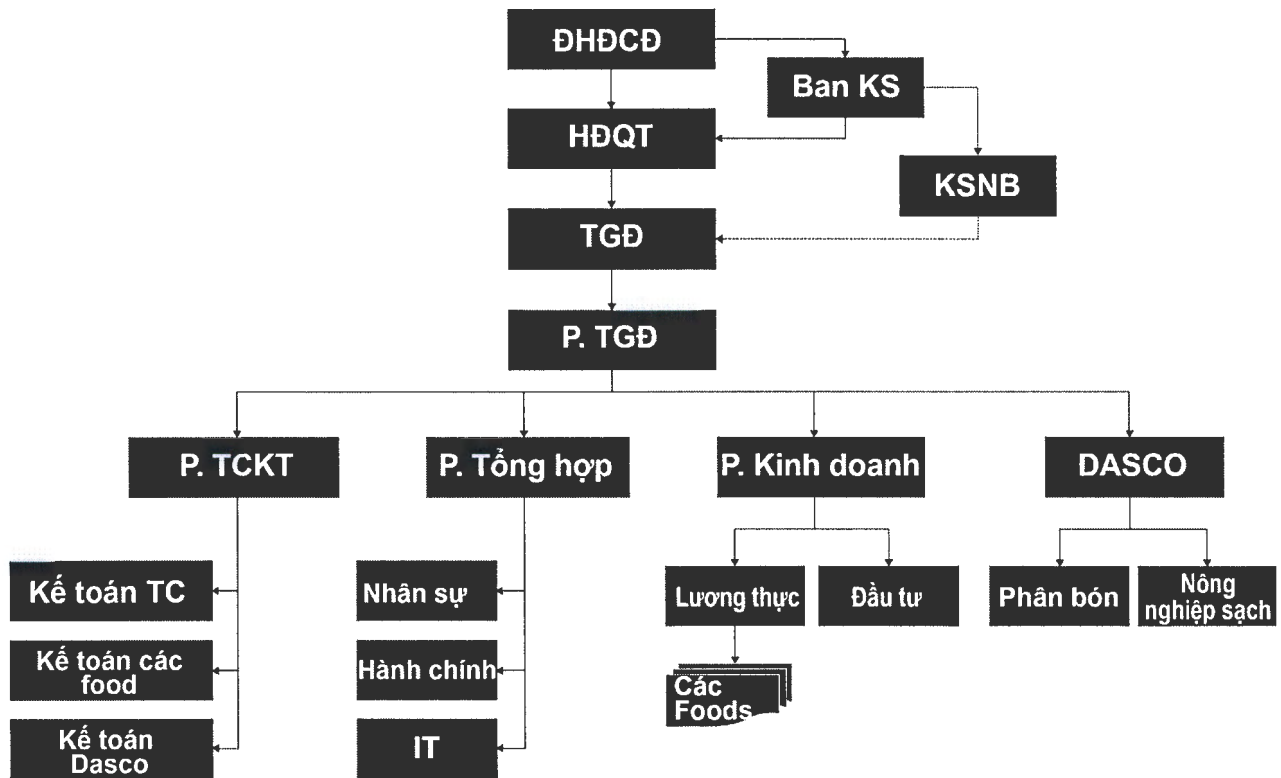 ĐHĐCĐ
Ban KS
HĐQT
KSNB
TGĐ
P. TGĐ
P. TCKT
P. Tổng hợp
P. Kinh doanh
DASCO
Kế toán TC
Kế toán các
food
Kế toán
Dasco
Nhân sự
Hành chính
IT
Lương thực
Đầu tư
Các
Foods
Phân bón
Nông
nghiệp sạch